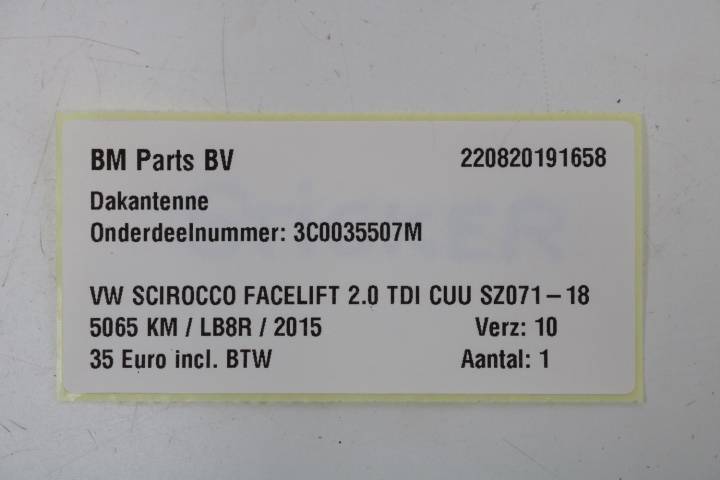 BM Parts BV 220820191658
Dakantenne
Onderdeelnummer: 3C0035507M
VW SCIROCCO FACELIFT 2.0 TDI CUU SZ071-18
5065 KM / LB8R / 2015 Verz: 10
35 Euro incl. BTW Aantal: 1